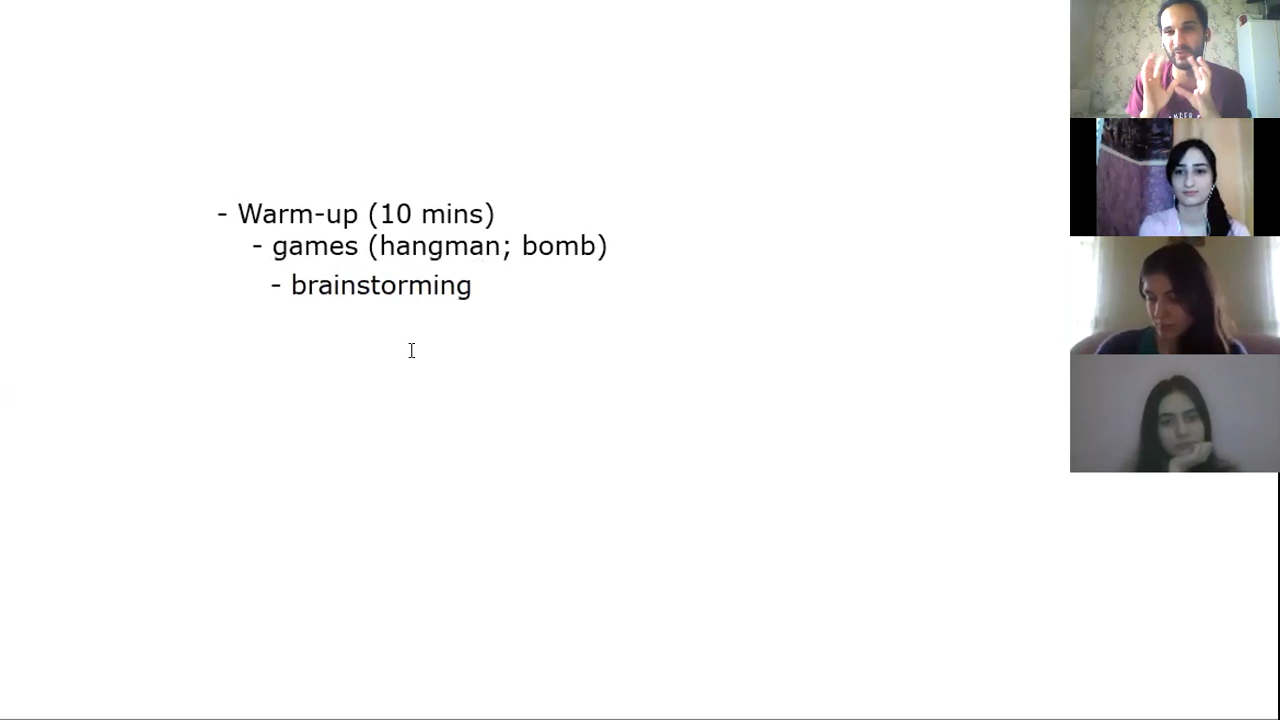 - Warm-up (10 mins)
- games (hangman; bomb)
- brainstorming